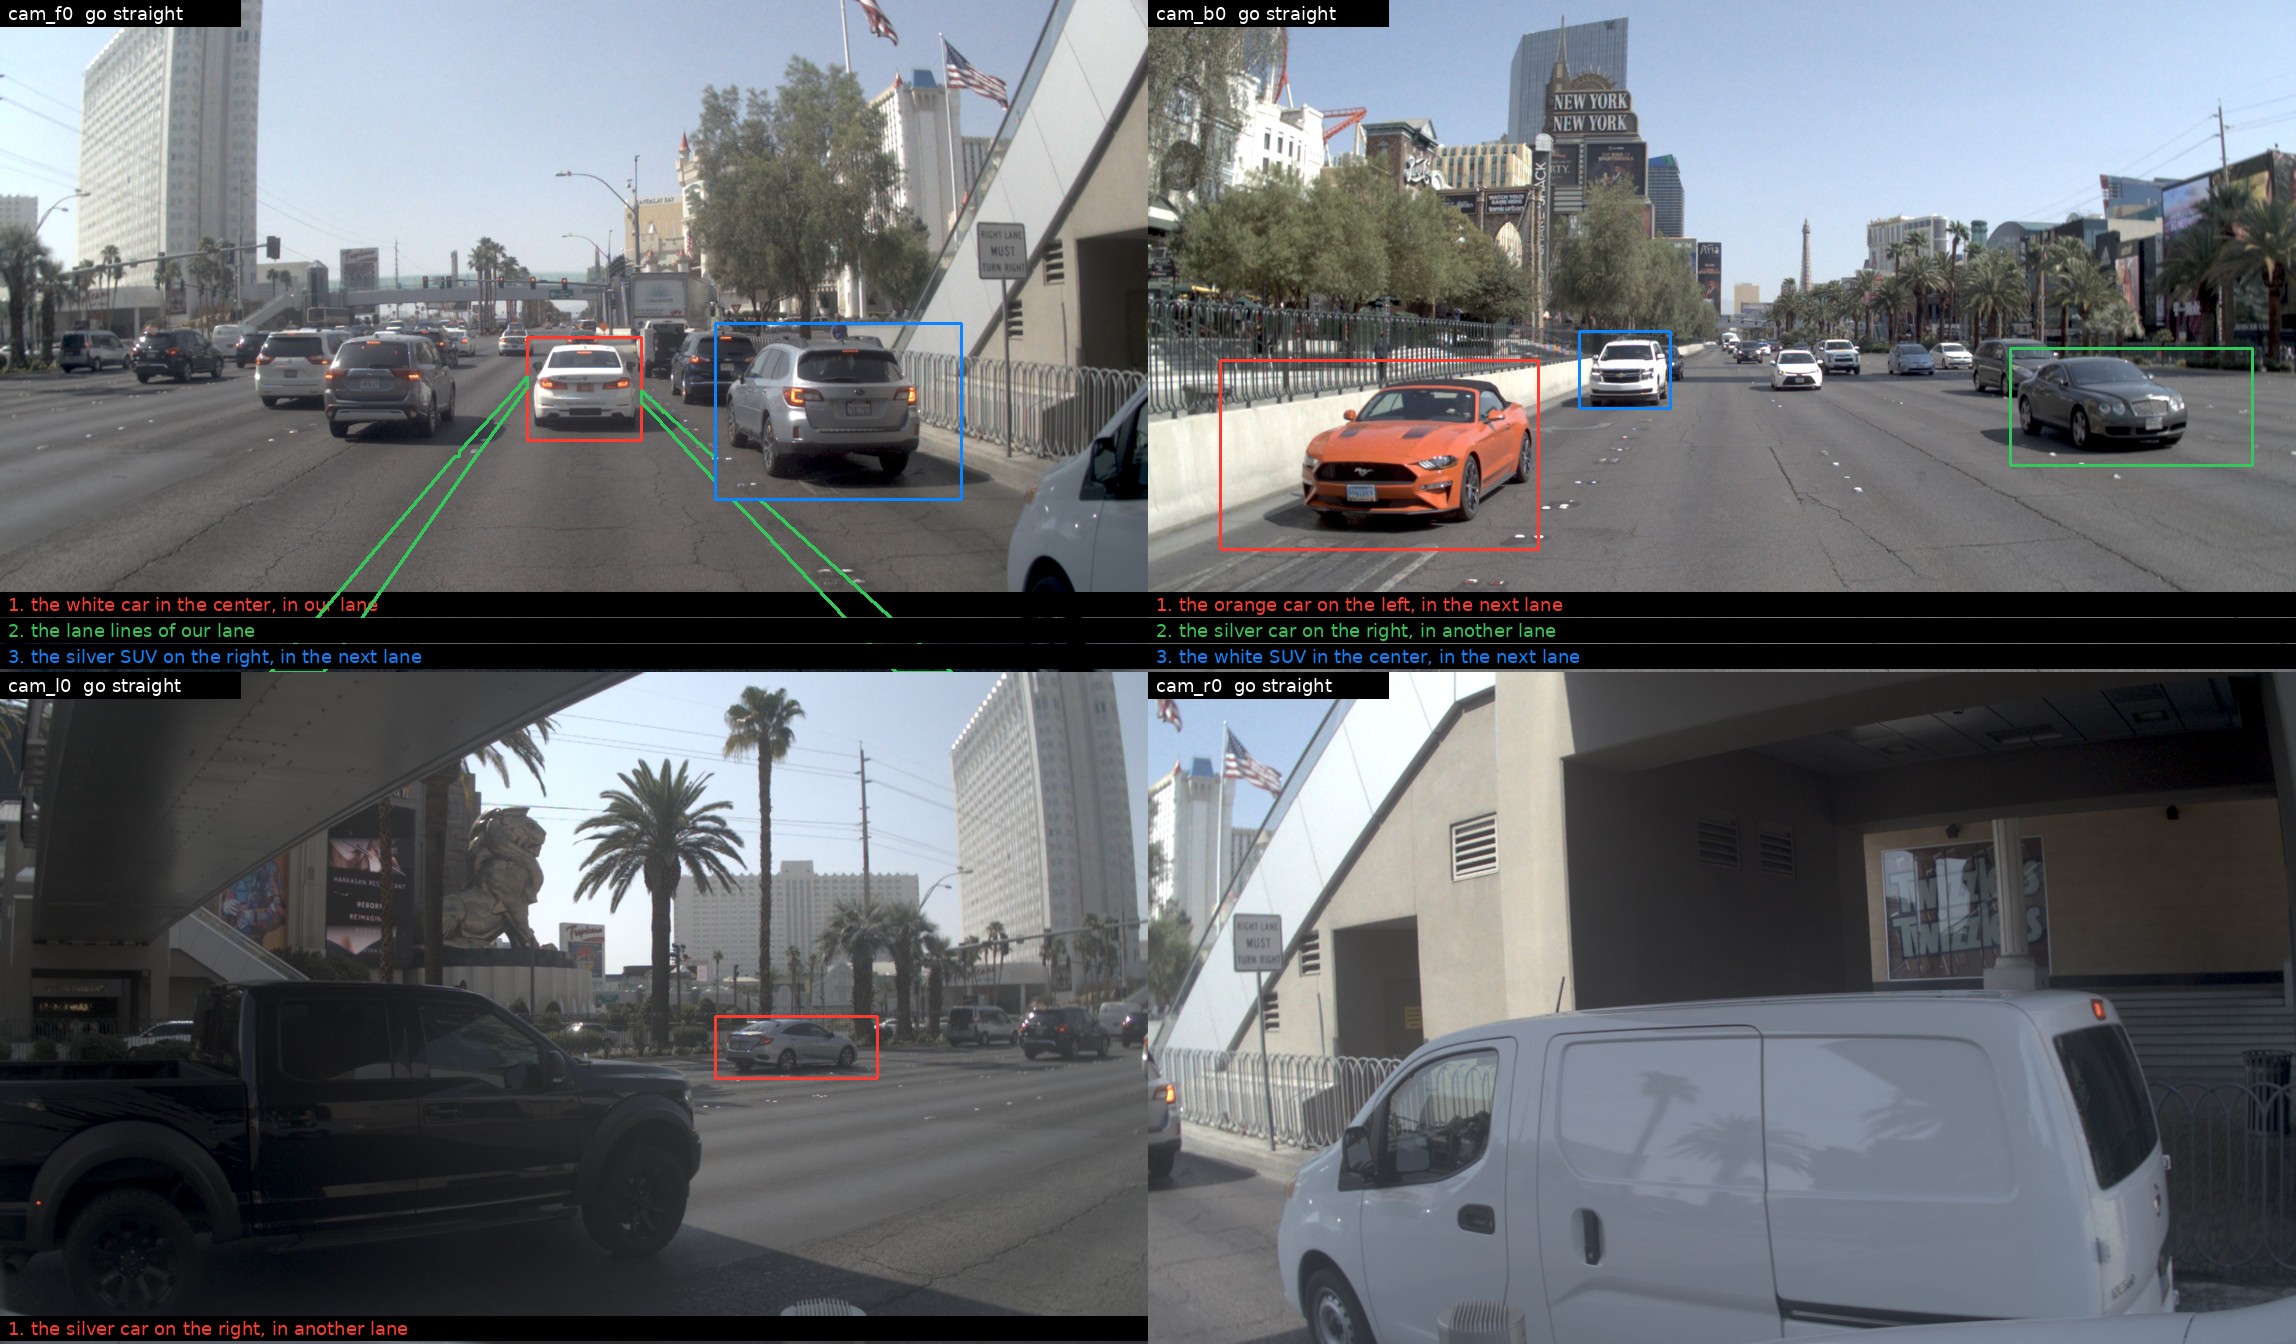 cam_f0 go straight
RIGHT LANE
MUST
TURN RIGHT
1. the white car in the center, in our lane
2. the lane lines of our lane
3. the silver SUV on the right, in the next lane
cam_b0 go straight
NEW YORK
NEW YORK
1. the orange car on the left, in the next lane
2. the silver car on the right, in another lane
3. the white SUV in the center, in the next lane
cam_l0 go straight
Tropicana
1. the silver car on the right, in another lane
cam_r0 go straight
RIGHT LANE
MUST
TURN RIGHT
TWIZZLERS
TWIZZLERS